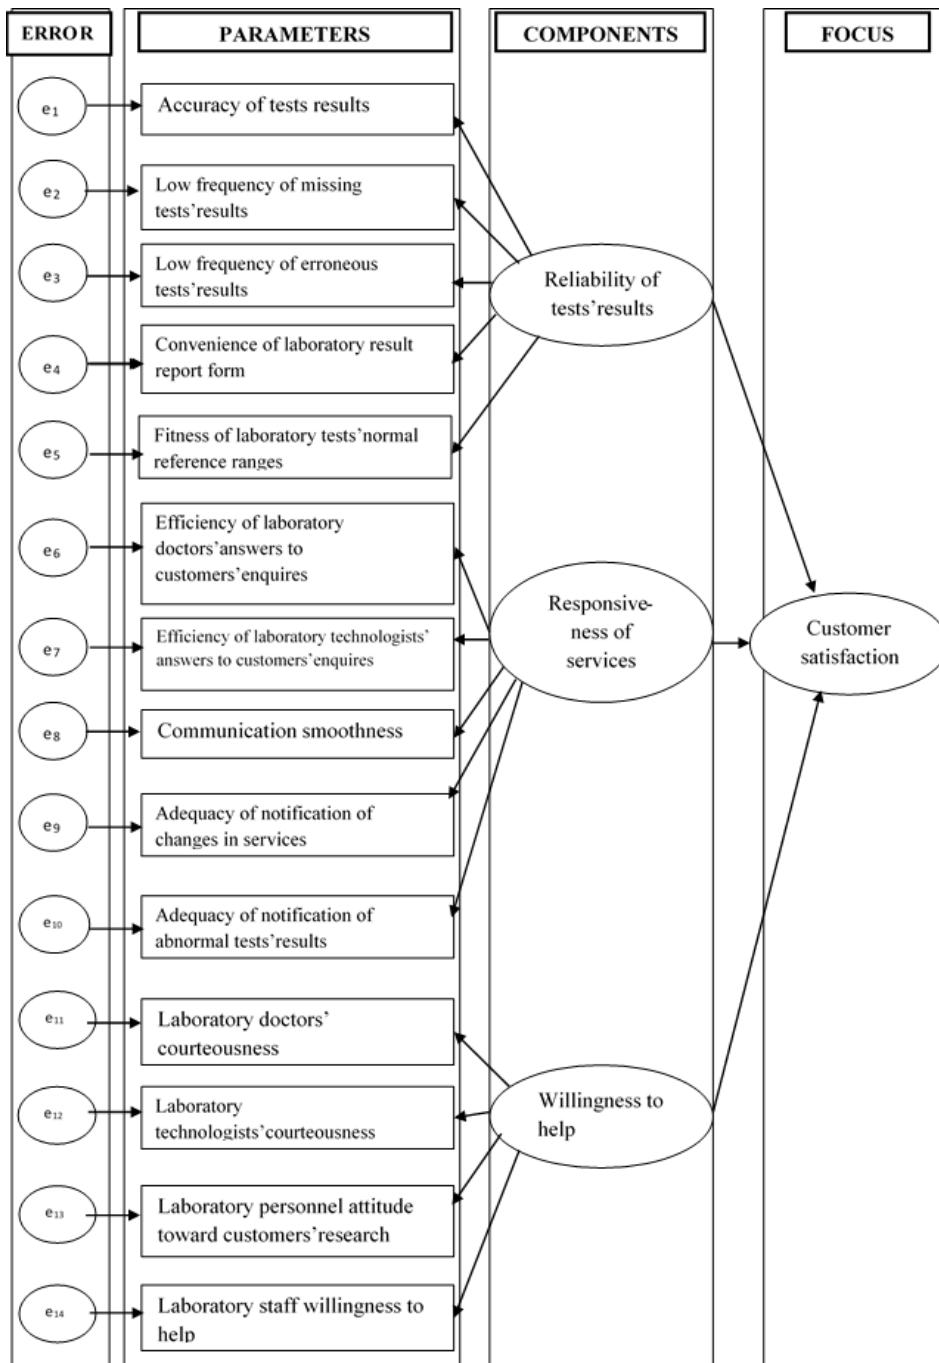 ERROR
PARAMETERS
COMPONENTS
FOCUS
e1
Accuracy of tests results
e2
Low frequency of missing
tests'results
e3
Low frequency of erroneous
tests'results
Reliability of
tests'results
e4
Convenience of laboratory result
report form
e5
Fitness of laboratory tests'normal
reference ranges
e6
Efficiency of laboratory
doctors'answers to
customers'enquires
e7
Efficiency of laboratory technologists'
answers to customers'enquires
Responsive-
ness of
services
Customer
satisfaction
e8
Communication smoothness
e9
Adequacy of notification of
changes in services
e10
Adequacy of notification of
abnormal tests'results
e11
Laboratory doctors'
courteousness
e12
Laboratory
technologists'courteousness
Willingness to
help
e13
Laboratory personnel attitude
toward customers'research
e14
Laboratory staff willingness to
help